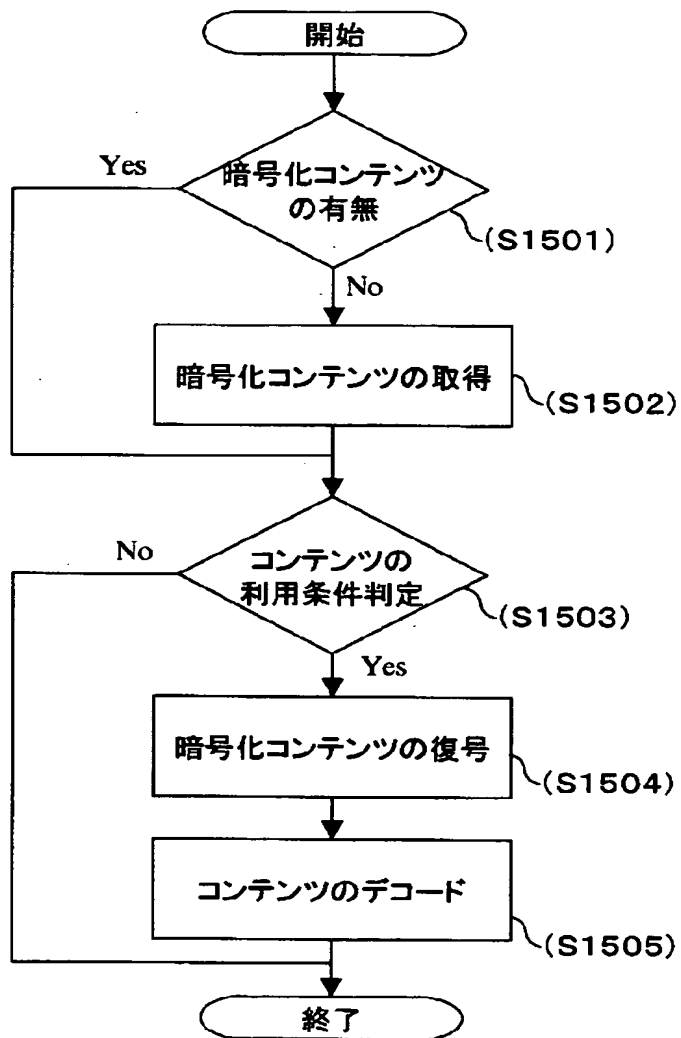 開始
Yes
暗号化コンテンツ
の有無
(S1501)
No
暗号化コンテンツの取得
(S1502)
No
コンテンツの
利用条件判定
(S1503)
Yes
暗号化コンテンツの復号
(S1504)
コンテンツのデコード
(S1505)
終了